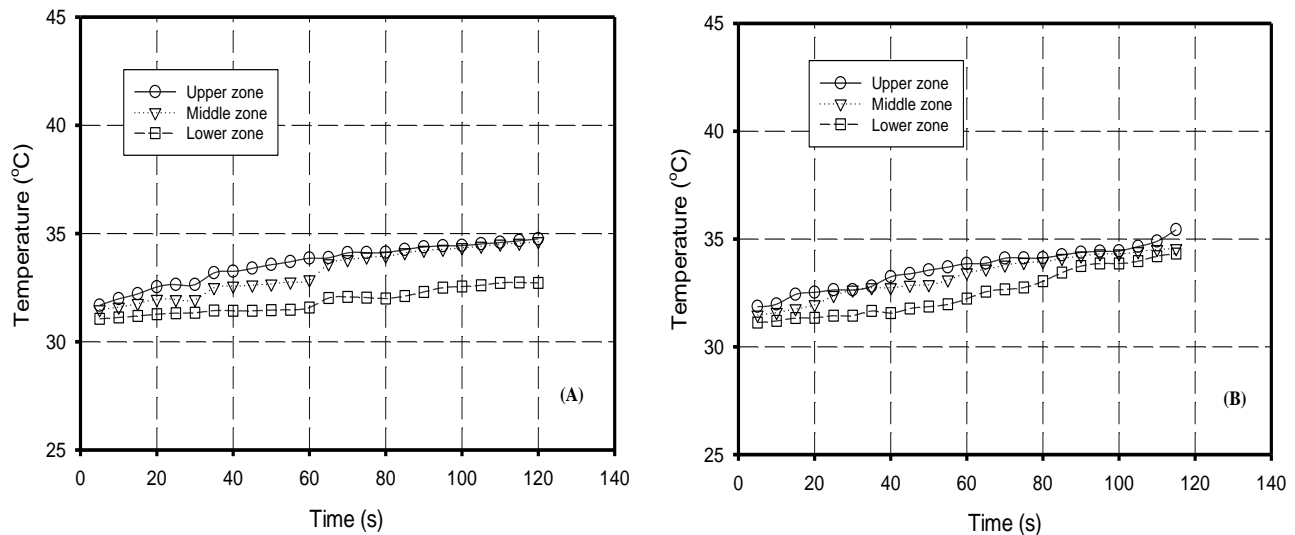 45
40
35
30
25
Temperature (°C)
Upper zone
Middle zone
Lower zone
(A)
0 20 40 60 80 100 120 140
Time (s)
45
40
35
30
25
Temperature (°C)
Upper zone
Middle zone
Lower zone
(B)
0 20 40 60 80 100 120 140
Time (s)